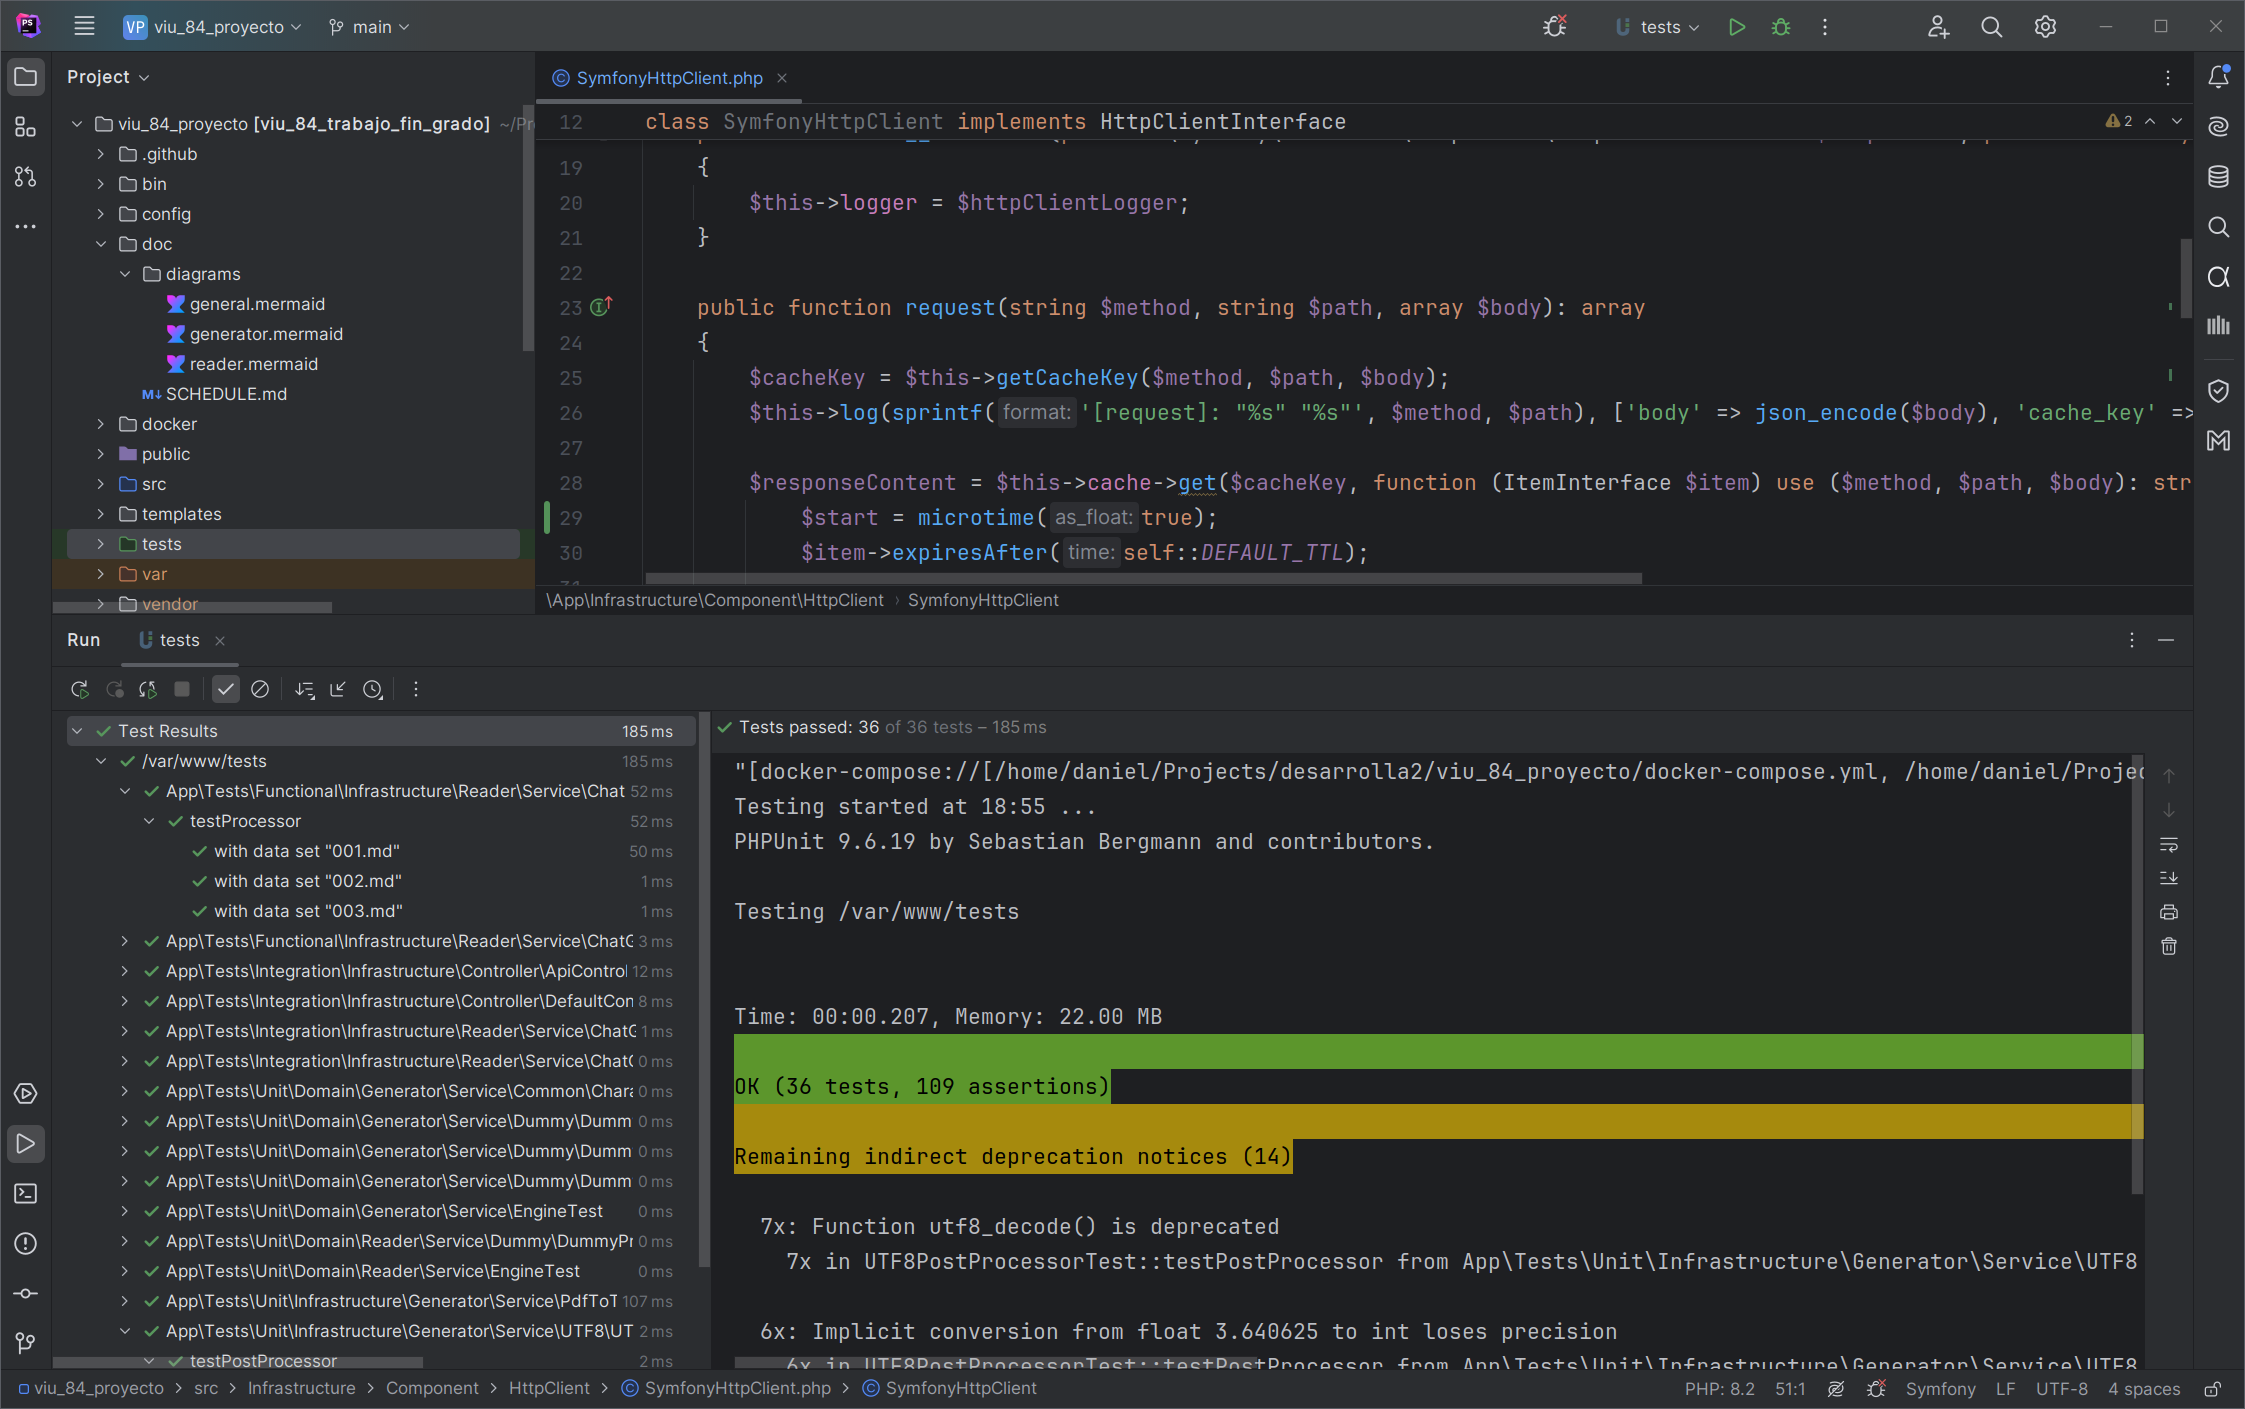 VP viu_84_proyecto main tests
Project
viu_84_proyecto [viu_84_trabajo_fin_grado] ~/Pr
.github
bin
config
doc
diagrams
general.mermaid
generator.mermaid
reader.mermaid
M↓ SCHEDULE.md
docker
public
src
templates
tests
var
vendor
SymfonyHttpClient.php
12 class SymfonyHttpClient implements HttpClientInterface
2
19 {
20 $this->logger = $httpClientLogger;
21 }
22
23 public function request(string $method, string $path, array $body): array
24 {
25 $cacheKey = $this->getCacheKey($method, $path, $body);
26 $this->log(sprintf( format: '[request]: "%s" "%s"', $method, $path), ['body' => json_encode($body), 'cache_key' =>
27
28 $responseContent = $this->cache->get($cacheKey, function (ItemInterface $item) use ($method, $path, $body): str
29 $start = microtime( as_float: true);
30 $item->expiresAfter( time: self::DEFAULT_TTL);
\App\Infrastructure\Component\HttpClient › SymfonyHttpClient
Run tests
Test Results 185 ms
/var/www/tests 185 ms
App\Tests\Functional\Infrastructure\Reader\Service\Chat 52 ms
testProcessor 52 ms
with data set "001.md" 50 ms
with data set "002.md" 1 ms
with data set "003.md" 1 ms
App\Tests\Functional\Infrastructure\Reader\Service\ChatG 3 ms
App\Tests\Integration\Infrastructure\Controller\ApiControl 12 ms
App\Tests\Integration\Infrastructure\Controller\DefaultCon 8 ms
App\Tests\Integration\Infrastructure\Reader\Service\ChatG 1 ms
App\Tests\Integration\Infrastructure\Reader\Service\ChatG 0 ms
App\Tests\Unit\Domain\Generator\Service\Common\Chara 0 ms
App\Tests\Unit\Domain\Generator\Service\Dummy\Dumm 0 ms
App\Tests\Unit\Domain\Generator\Service\Dummy\Dumm 0 ms
App\Tests\Unit\Domain\Generator\Service\Dummy\Dumm 0 ms
App\Tests\Unit\Domain\Generator\Service\EngineTest 0 ms
App\Tests\Unit\Domain\Reader\Service\Dummy\DummyPr 0 ms
App\Tests\Unit\Domain\Reader\Service\EngineTest 0 ms
App\Tests\Unit\Infrastructure\Generator\Service\PdfToT 107 ms
App\Tests\Unit\Infrastructure\Generator\Service\UTF8\UT 2 ms
testPostProcessor 2 ms
Tests passed: 36 of 36 tests – 185 ms
"[docker-compose://[/home/daniel/Projects/desarrolla2/viu_84_proyecto/docker-compose.yml, /home/daniel/Projec
Testing started at 18:55 ...
PHPUnit 9.6.19 by Sebastian Bergmann and contributors.
Testing /var/www/tests
Time: 00:00.207, Memory: 22.00 MB
OK (36 tests, 109 assertions)
Remaining indirect deprecation notices (14)
7x: Function utf8_decode() is deprecated
7x in UTF8PostProcessorTest::testPostProcessor from App\Tests\Unit\Infrastructure\Generator\Service\UTF8
6x: Implicit conversion from float 3.640625 to int loses precision
6x in UTF8PostProcessorTest::testPostProcessor from App\Tests\Unit\Infrastructure\Generator\Service\UTF8
viu_84_proyecto > src > Infrastructure > Component > HttpClient > SymfonyHttpClient.php > SymfonyHttpClient
PHP: 8.2 51:1 Symfony LF UTF-8 4 spaces